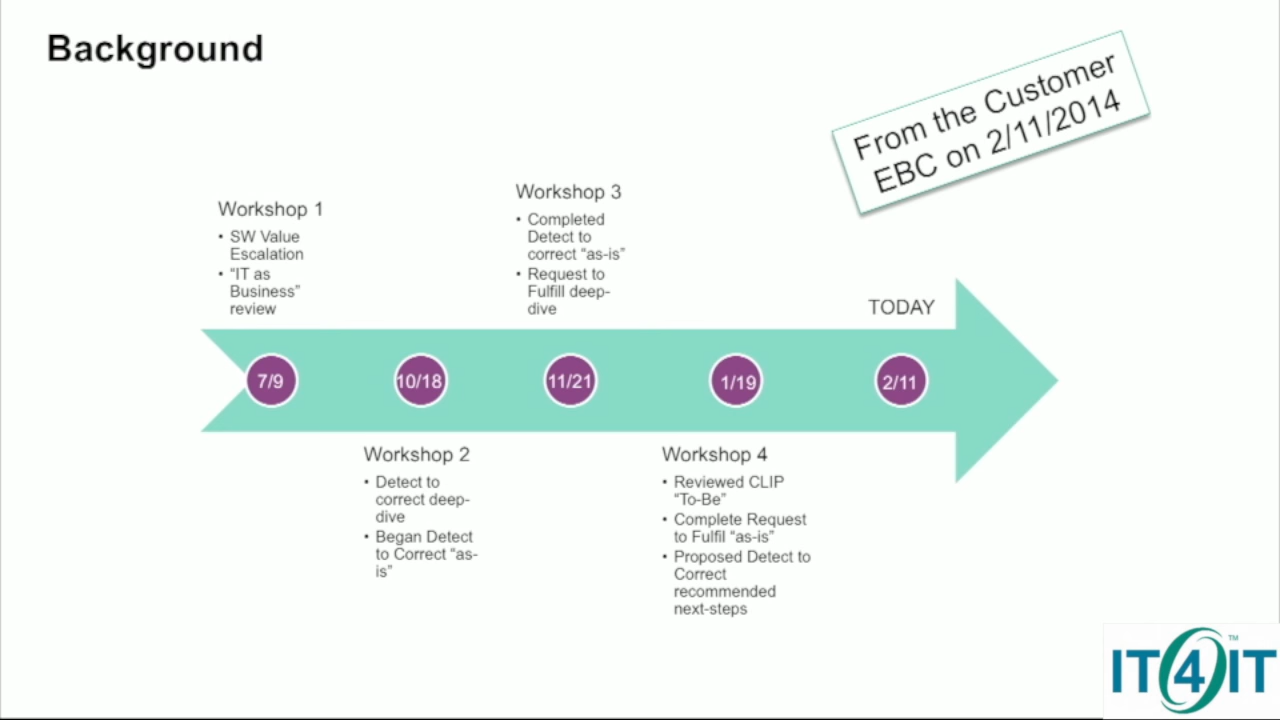 Background
From the Customer
EBC on 2/11/2014
Workshop 1
• SW Value
Escalation
• “IT as
Business”
review
Workshop 3
• Completed
Detect to
correct “as-is”
• Request to
Fulfill deep-
dive
TODAY
7/9
10/18
11/21
1/19
2/11
Workshop 2
• Detect to
correct deep-
dive
• Began Detect
to Correct “as-
is”
Workshop 4
• Reviewed CLIP
“To-Be”
• Complete Request
to Fulfil “as-is”
• Proposed Detect to
Correct
recommended
next-steps
IT4IT™